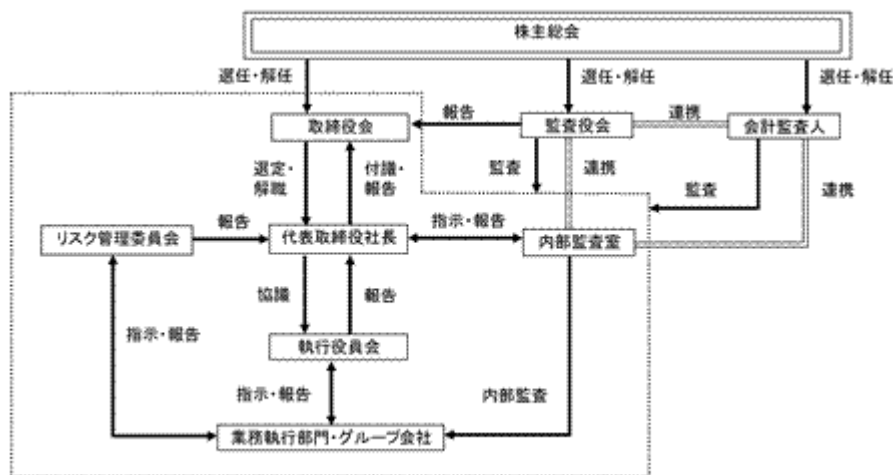 株主総会
選任・解任
選任・解任
選任・解任
取締役会
報告
監査役会
連携
会計監査人
選定・
解職
付議・
報告
監査
連携
監査
連携
リスク管理委員会
報告
代表取締役社長
指示・報告
内部監査室
協議
報告
指示・報告
執行役員会
指示・報告
内部監査
業務執行部門・グループ会社